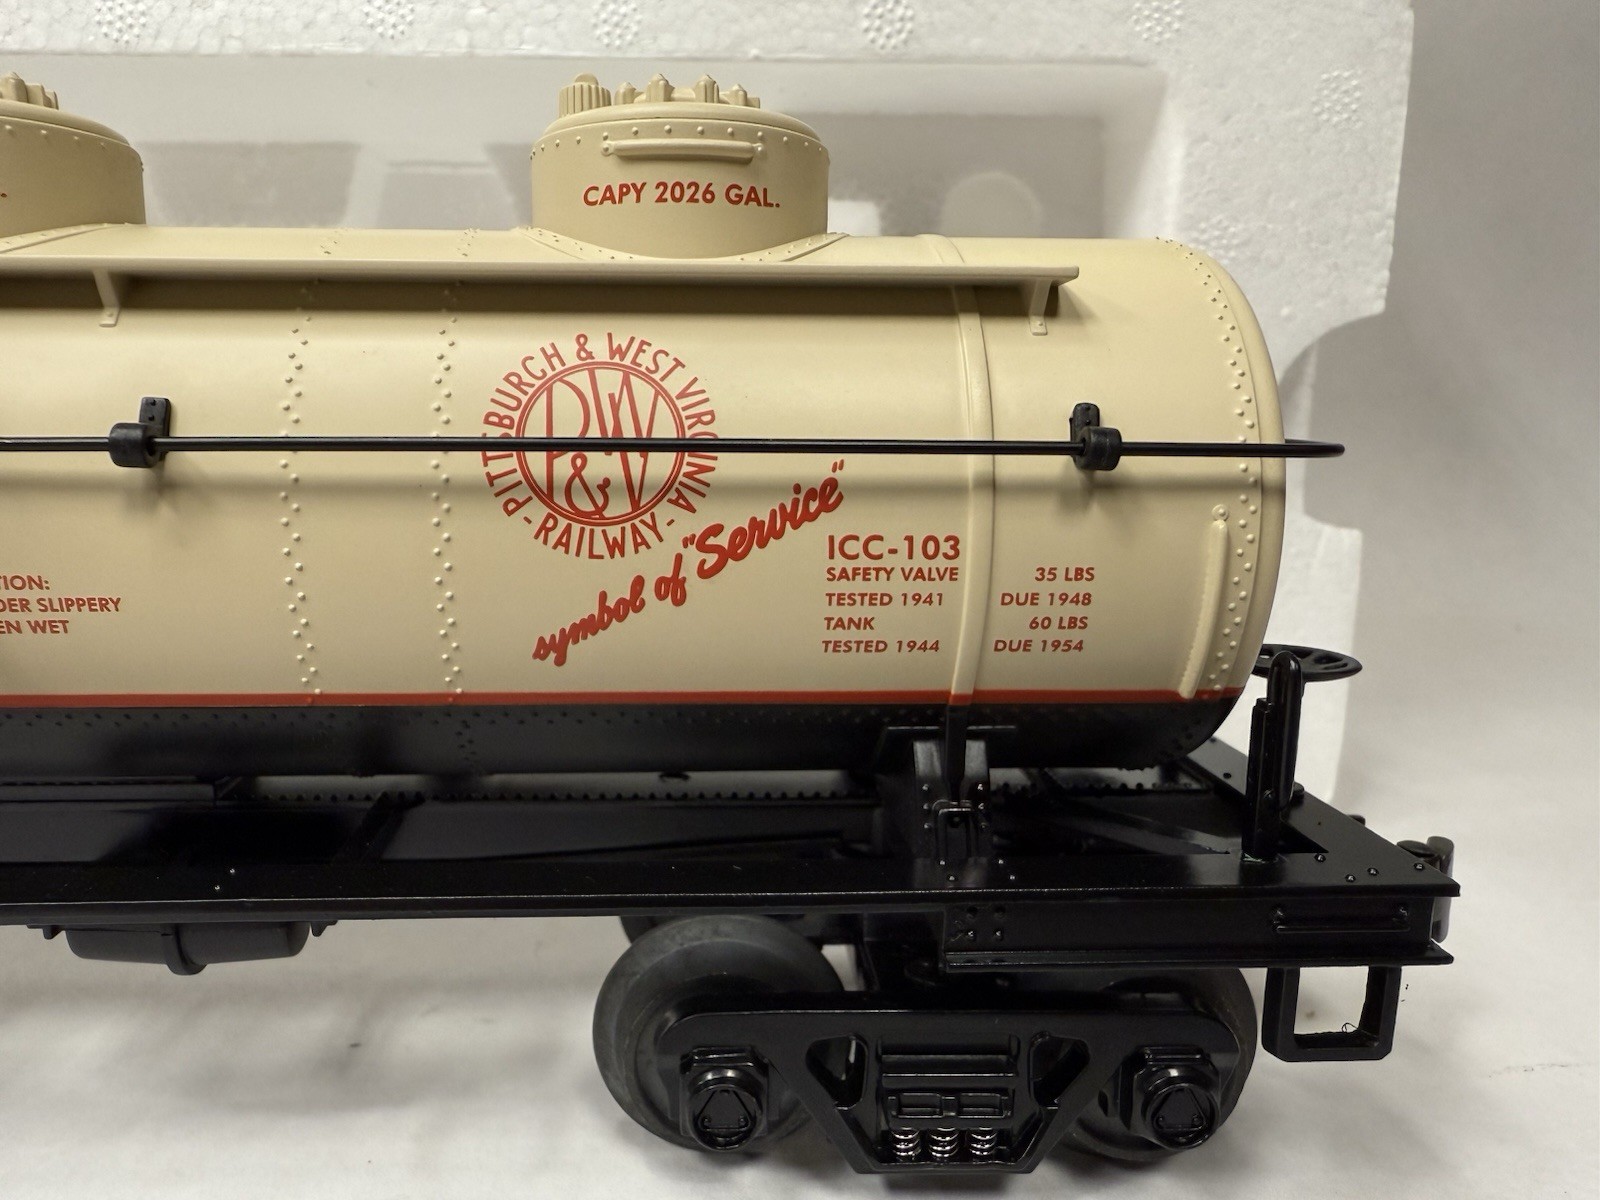 CAPY 2026 GAL.
PITTSBURGH & WEST VIRGINIA
- RAILWAY -
P&WV
symbol of "Service"
ICC-103
SAFETY VALVE 35 LBS
TESTED 1941 DUE 1948
TANK 60 LBS
TESTED 1944 DUE 1954
TION:
DER SLIPPERY
EN WET